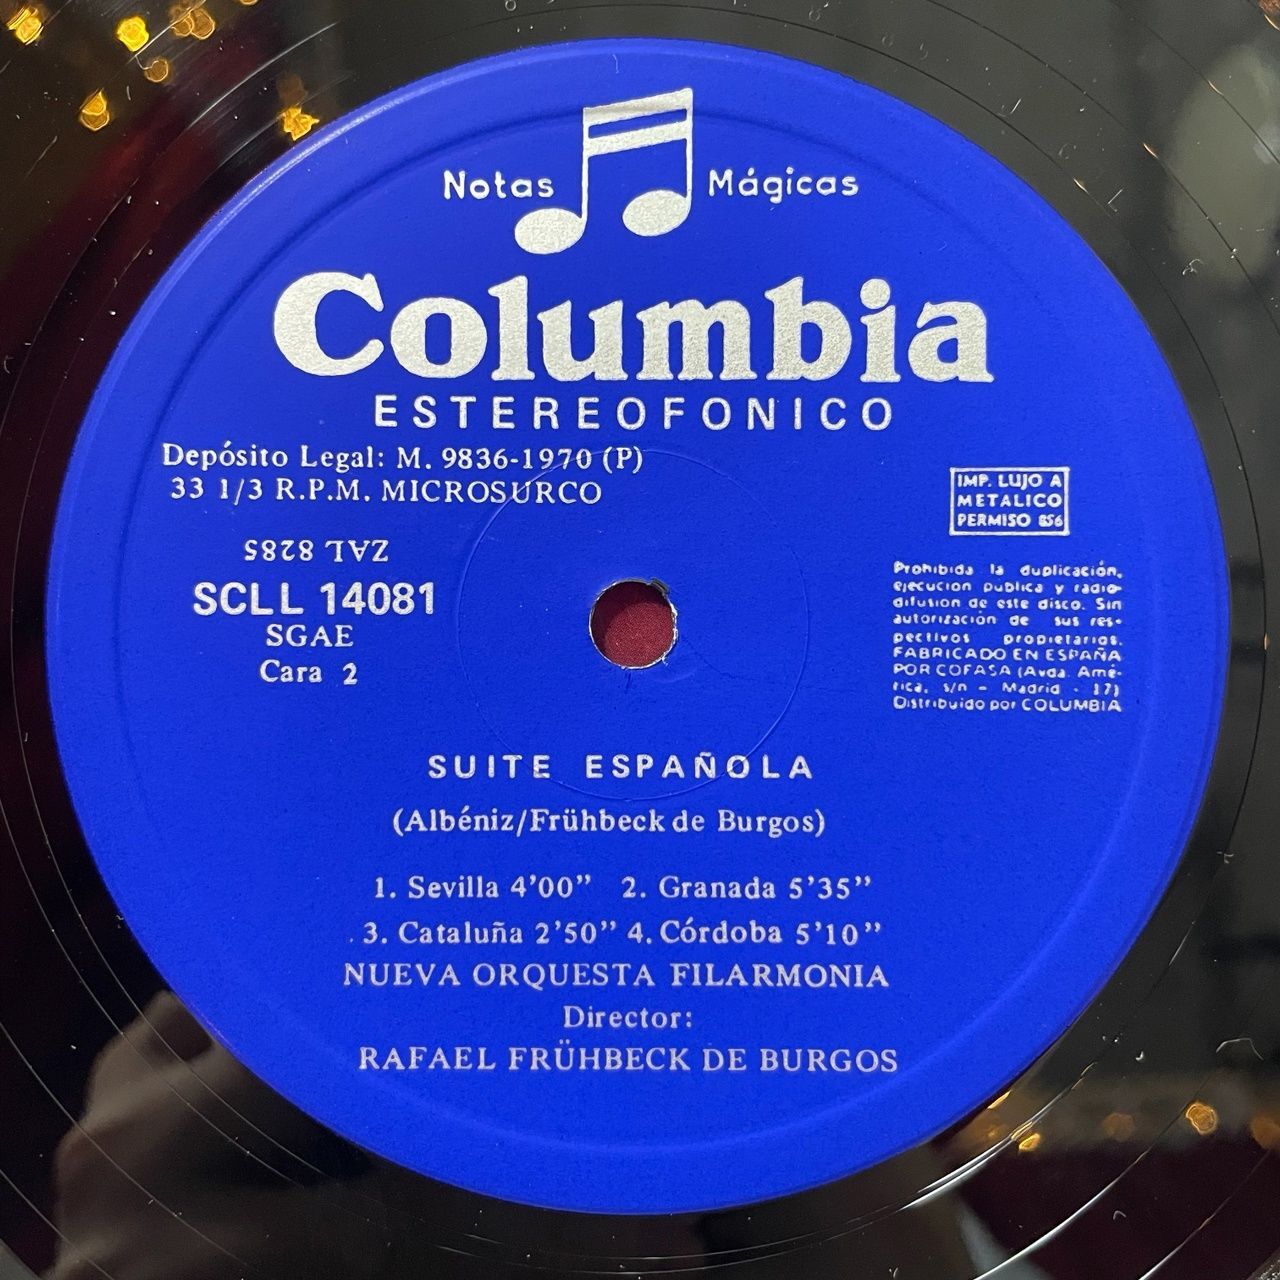 Notas Mágicas
Columbia
ESTEREOFONICO
Depósito Legal: M. 9836-1970 (P)
33 1/3 R.P.M. MICROSURCO
ZAL 8285
SCLL 14081
SGAE
Cara 2
IMP. LUJO A
METALICO
PERMISO 856
Prohibida la duplicación,
ejecucion publica y radio-
difusion de este disco. Sin
autorización de sus res-
pectivos propietarios.
FABRICADO EN ESPAÑA
POR COFASA (Avda. Amé-
rica, s/n - Madrid - 17)
Distribuido por COLUMBIA
SUITE ESPAÑOLA
(Albéniz/Frühbeck de Burgos)
1. Sevilla 4'00" 2. Granada 5'35"
3. Cataluña 2'50" 4. Córdoba 5'10"
NUEVA ORQUESTA FILARMONIA
Director:
RAFAEL FRÜHBECK DE BURGOS